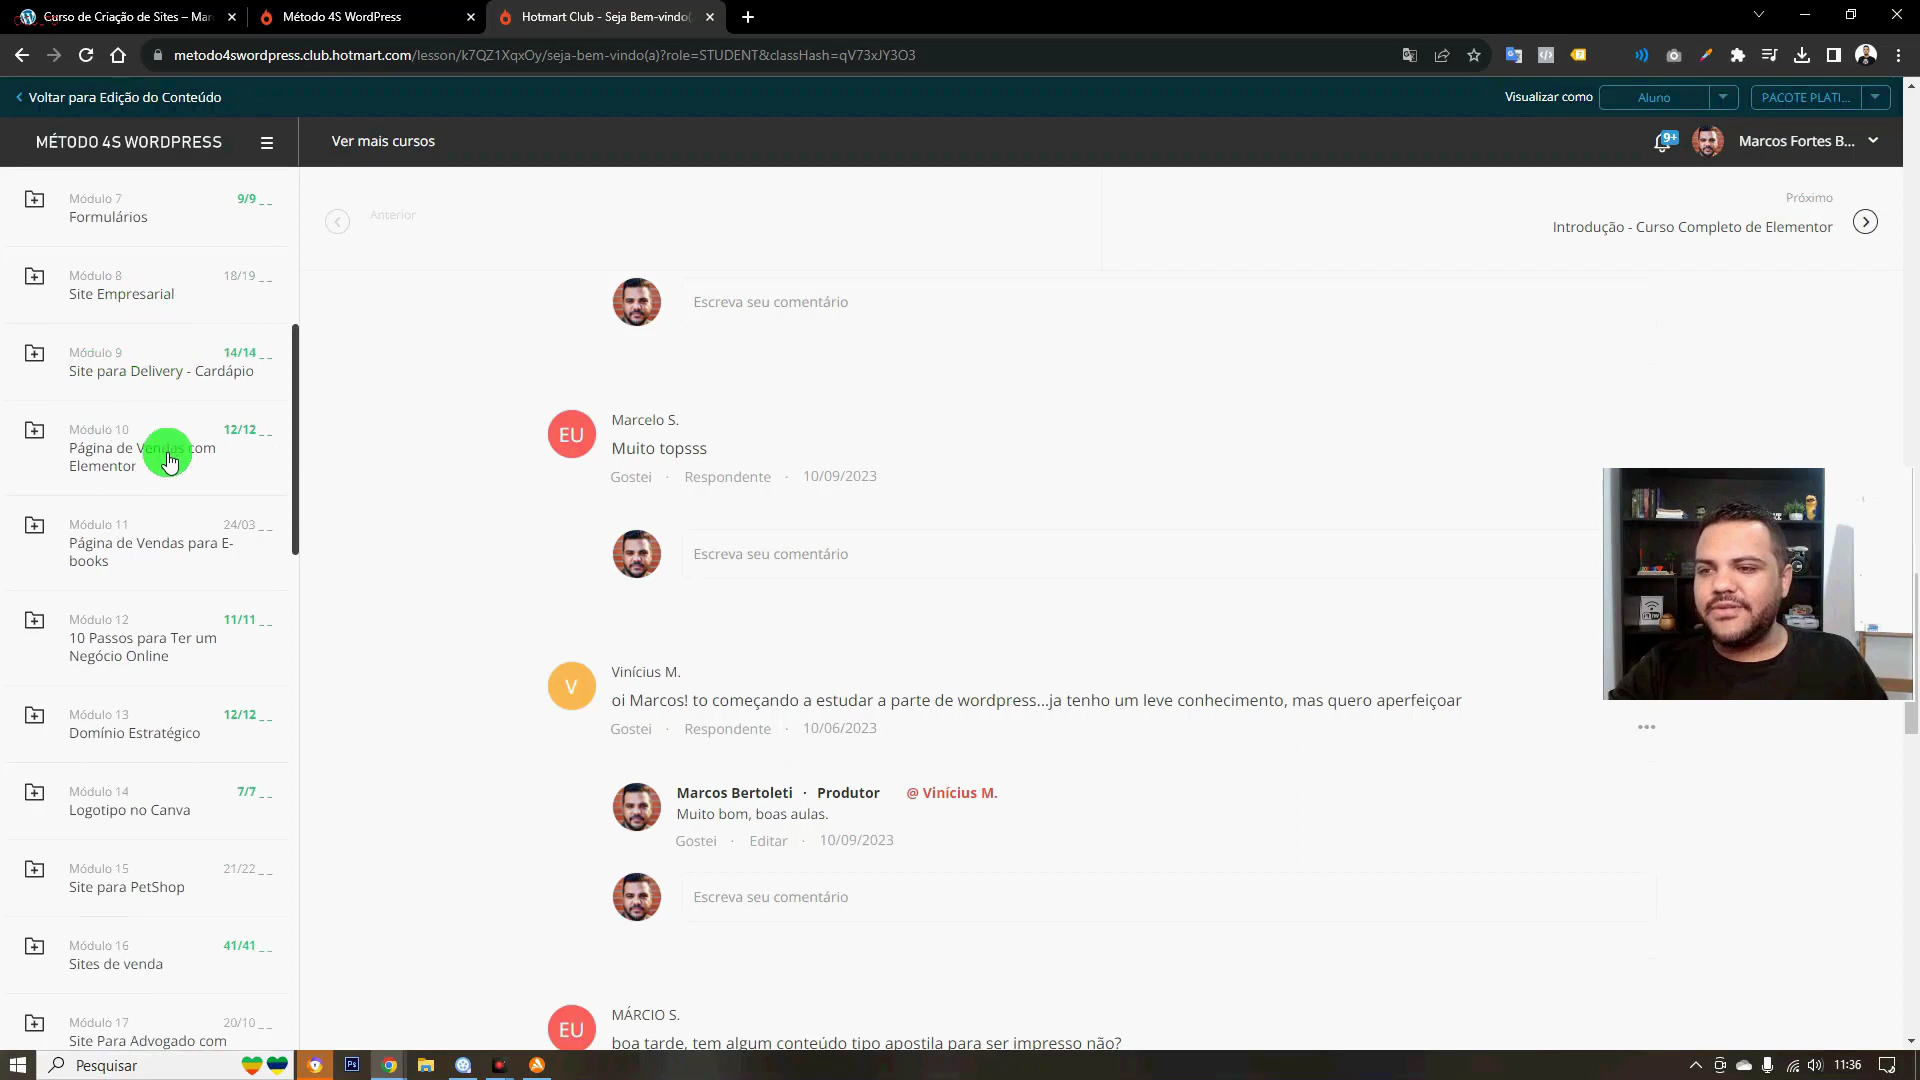 Curso de Criação de Sites – Mar
Método 4S WordPress
Hotmart Club - Seja Bem-vindo(
metodo4swordpress.club.hotmart.com/lesson/k7QZ1XqxOy/seja-bem-vindo(a)?role=STUDENT&classHash=qV73xJY3O3
Voltar para Edição do Conteúdo
Visualizar como
Aluno
PACOTE PLATI...
MÉTODO 4S WORDPRESS
Ver mais cursos
9+
Marcos Fortes B...
Módulo 7
9/9 _ _
Formulários
Módulo 8
18/19 _ _
Site Empresarial
Módulo 9
14/14 _ _
Site para Delivery - Cardápio
Módulo 10
12/12 _ _
Página de Vendas com
Elementor
Módulo 11
24/03 _ _
Página de Vendas para E-
books
Módulo 12
11/11 _ _
10 Passos para Ter um
Negócio Online
Módulo 13
12/12 _ _
Domínio Estratégico
Módulo 14
7/7 _ _
Logotipo no Canva
Módulo 15
21/22 _ _
Site para PetShop
Módulo 16
41/41 _ _
Sites de venda
Módulo 17
20/10 _ _
Site Para Advogado com
Anterior
Próximo
Introdução - Curso Completo de Elementor
Escreva seu comentário
EU
Marcelo S.
Muito topsss
Gostei · Respondente · 10/09/2023
Escreva seu comentário
V
Vinícius M.
oi Marcos! to começando a estudar a parte de wordpress...ja tenho um leve conhecimento, mas quero aperfeiçoar
Gostei · Respondente · 10/06/2023
Marcos Bertoleti · Produtor @ Vinícius M.
Muito bom, boas aulas.
Gostei · Editar · 10/09/2023
Escreva seu comentário
EU
MÁRCIO S.
boa tarde, tem algum conteúdo tipo apostila para ser impresso não?
Pesquisar
Ps
11:36